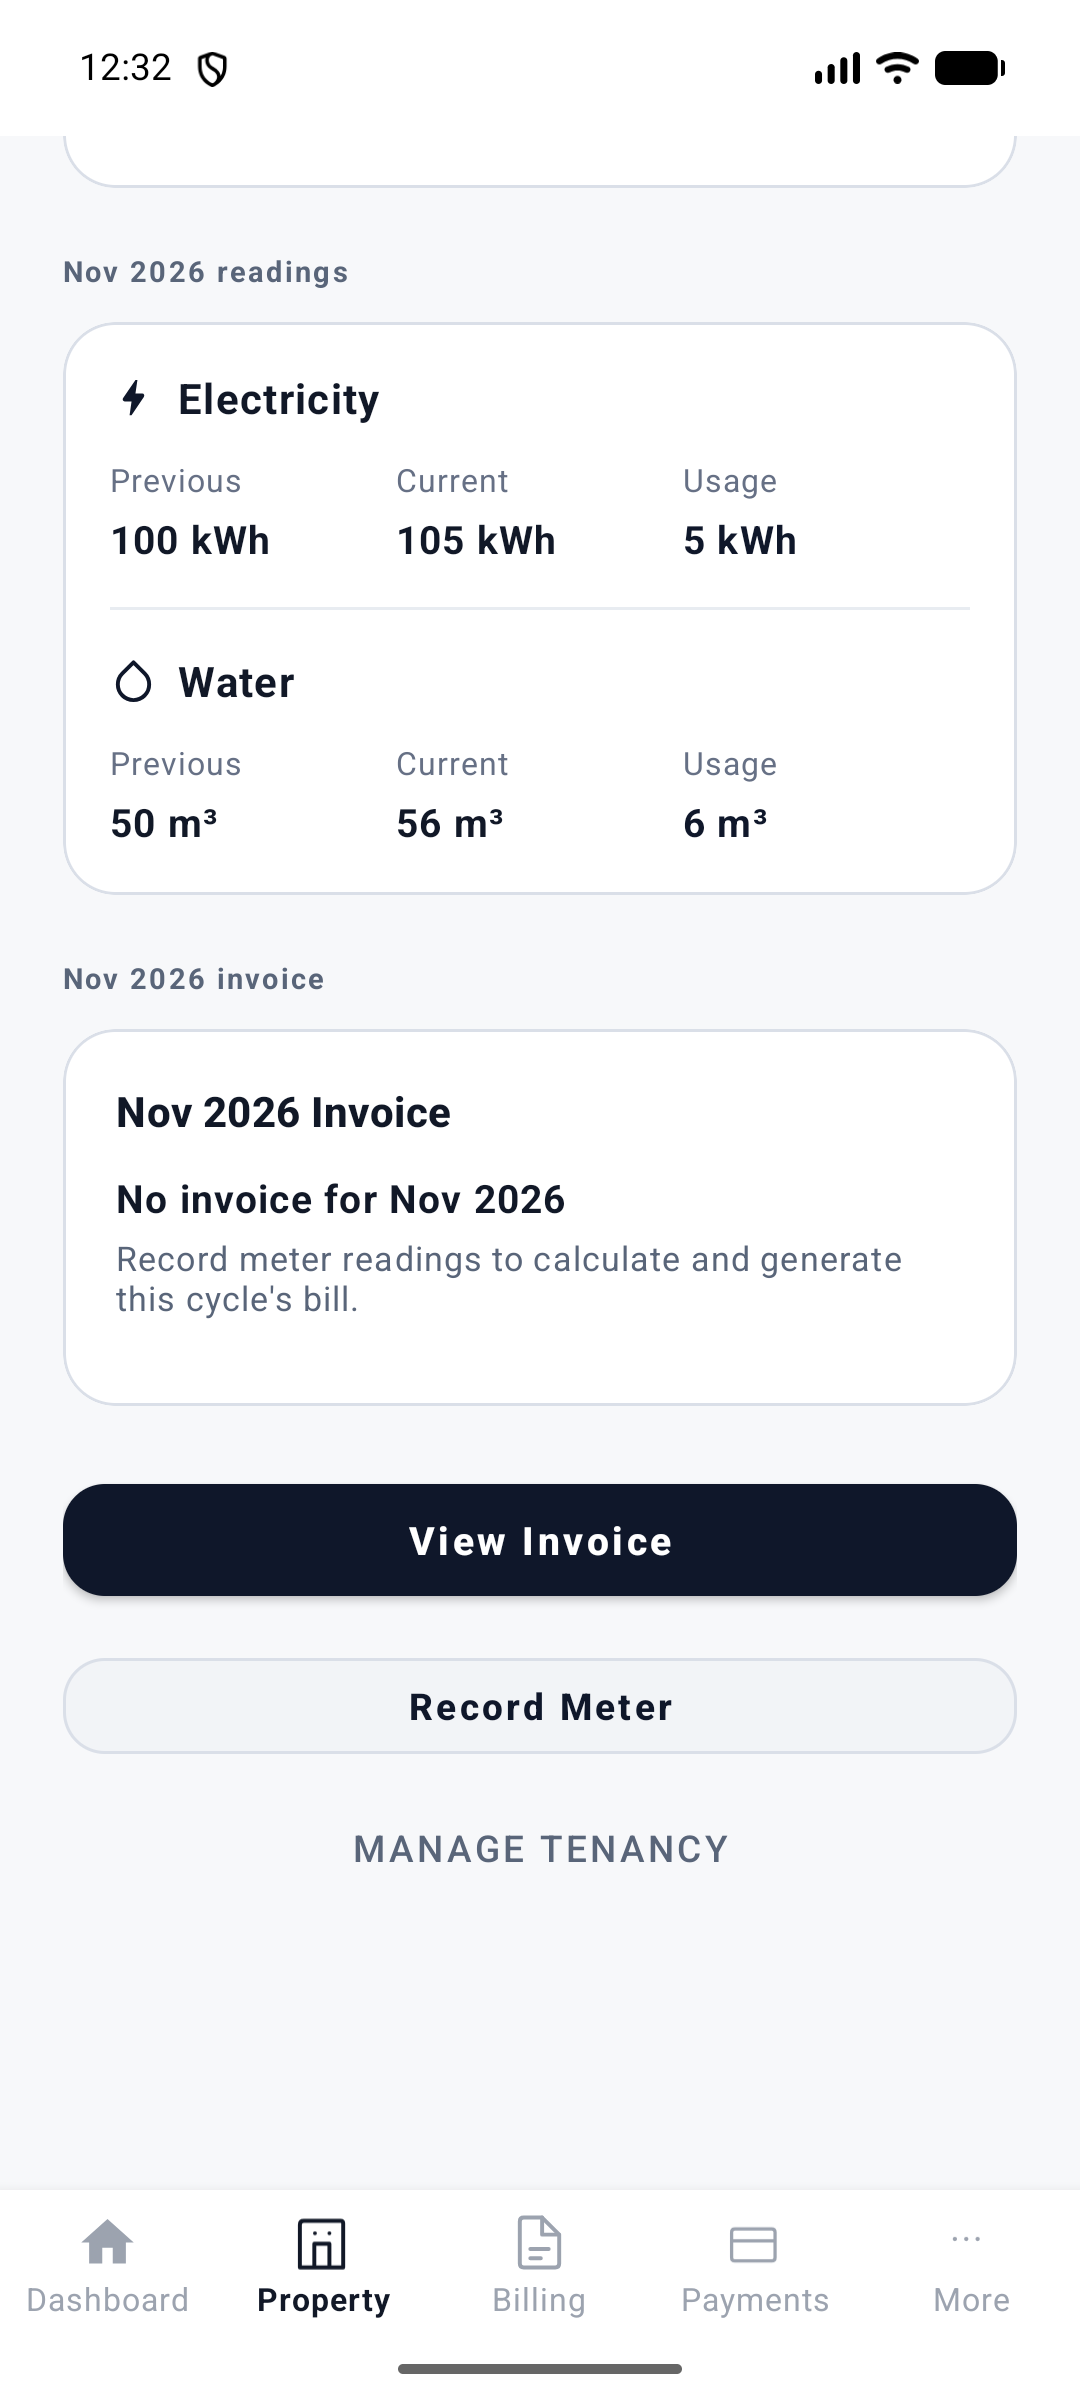 12:32
Nov 2026 readings
Electricity
Previous Current Usage
100 kWh 105 kWh 5 kWh
Water
Previous Current Usage
50 m³ 56 m³ 6 m³
Nov 2026 invoice
Nov 2026 Invoice
No invoice for Nov 2026
Record meter readings to calculate and generate
this cycle's bill.
View Invoice
Record Meter
MANAGE TENANCY
Dashboard Property Billing Payments More